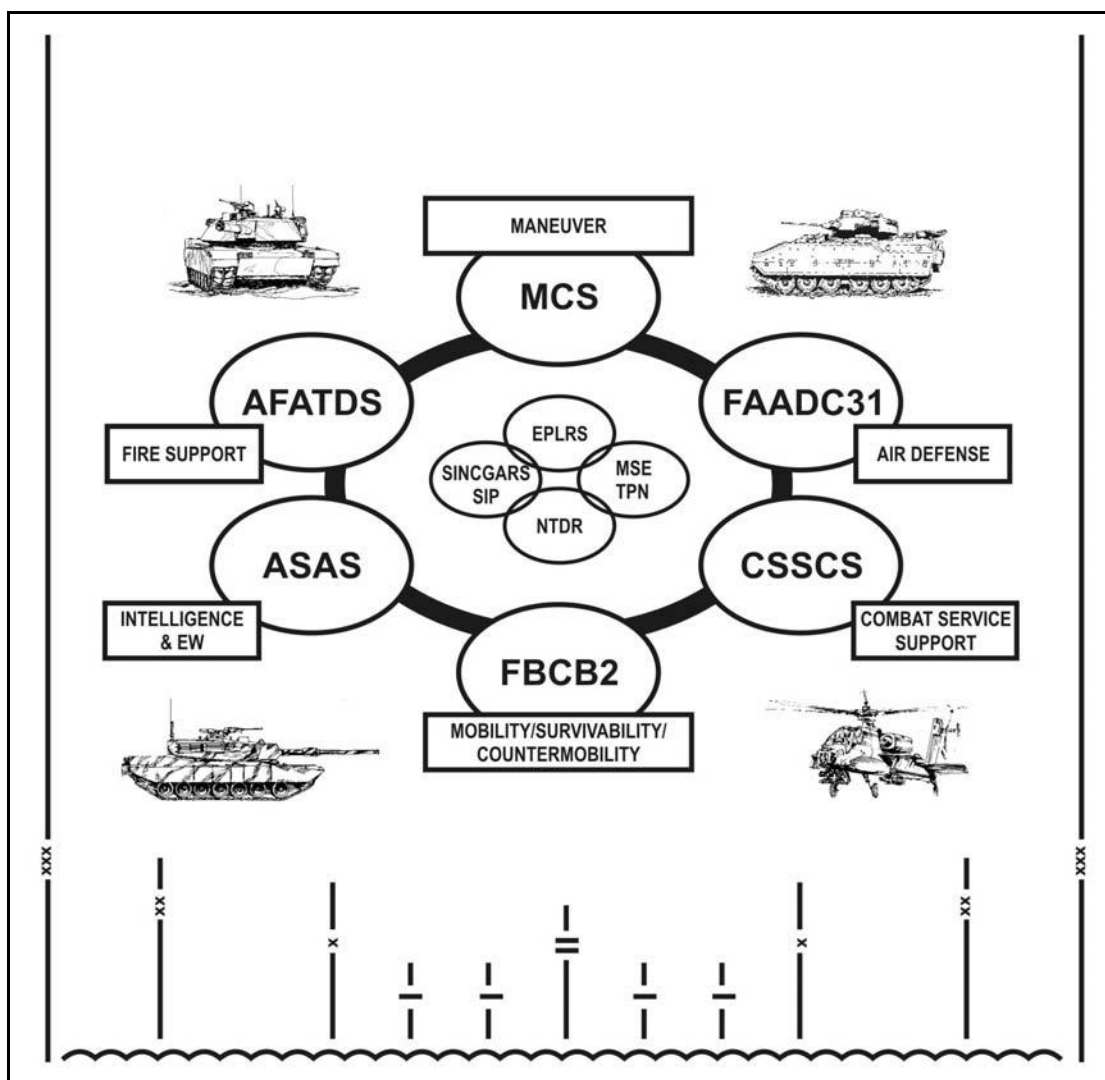 MANEUVER
MCS
AFATDS
FIRE SUPPORT
FAADC31
AIR DEFENSE
EPLRS
SINCGARS
SIP
MSE
TPN
NTDR
ASAS
INTELLIGENCE
& EW
CSSCS
COMBAT SERVICE
SUPPORT
FBCB2
MOBILITY/SURVIVABILITY/
COUNTERMOBILITY
xxx
xx
x
x
xx
xxx